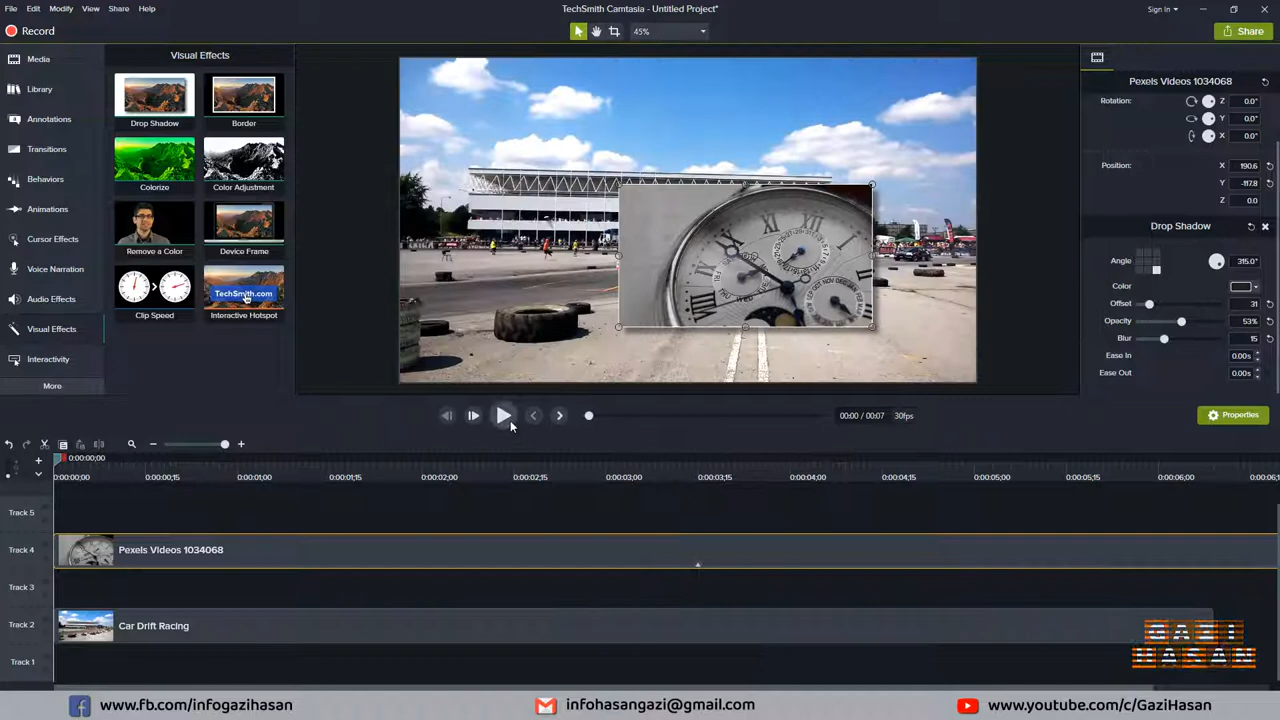 File Edit Modify View Share Help
TechSmith Camtasia - Untitled Project*
Sign In
Record
45%
Share
Media
Library
Annotations
Transitions
Behaviors
Animations
Cursor Effects
Voice Narration
Audio Effects
Visual Effects
Interactivity
More
Visual Effects
Drop Shadow
Border
Colorize
Color Adjustment
Remove a Color
Device Frame
Clip Speed
TechSmith.com
Interactive Hotspot
Pexels Videos 1034068
Rotation: Z 0.0°
Y 0.0°
X 0.0°
Position: X 190.6
Y -117.8
Z 0.0
Drop Shadow
Angle 315.0°
Color
Offset 31
Opacity 53%
Blur 15
Ease In 0.00s
Ease Out 0.00s
Properties
00:00 / 00:07 30fps
0:00:00;00
0:00:00;00 0:00:00;15 0:00:01;00 0:00:01;15 0:00:02;00 0:00:02;15 0:00:03;00 0:00:03;15 0:00:04;00 0:00:04;15 0:00:05;00 0:00:05;15 0:00:06;00
Track 5
Track 4 Pexels Videos 1034068
Track 3
Track 2 Car Drift Racing
Track 1
GAZI
HASAN
www.fb.com/infogazihasan
infohasangazi@gmail.com
www.youtube.com/c/GaziHasan